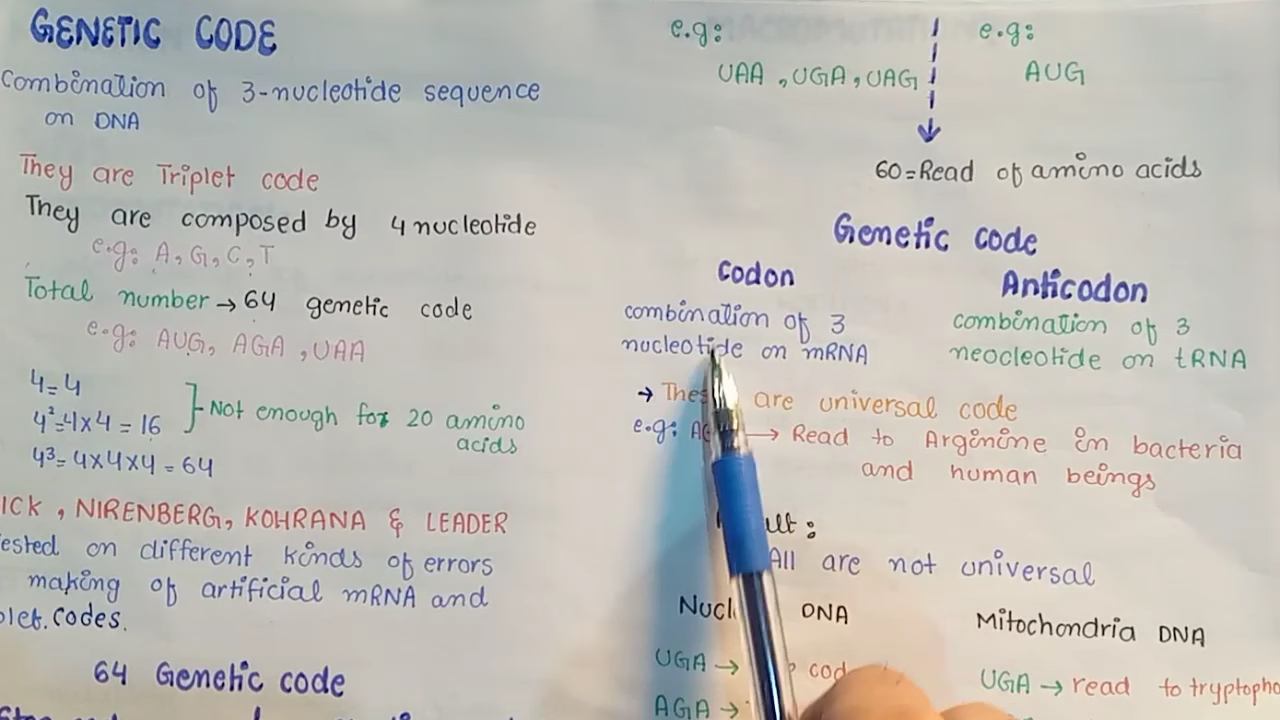 GENETIC CODE
Combination of 3-nucleotide sequence
on DNA
They are Triplet code
They are composed by 4 nucleotide
e.g: A, G, C, T
Total number → 64 genetic code
e.g: AUG, AGA, UAA
4=4
4²=4x4 = 16
4³= 4x4x4 = 64
Not enough for 20 amino
acids
ICK, NIRENBERG, KOHRANA & LEADER
ested on different kinds of errors
making of artificial mRNA and
codes.
64 Genetic code
e.g:
UAA, UGA, UAG
e.g:
AUG
60=Read of amino acids
Genetic code
Codon
combination of 3
nucleotide on mRNA
Anticodon
combination of 3
neocleotide on tRNA
→ are universal code
e.g: → Read to Arginine in bacteria
and human beings
:
All are not universal
DNA
UGA →
AGA →
Mitochondria DNA
UGA → read to tryptopho